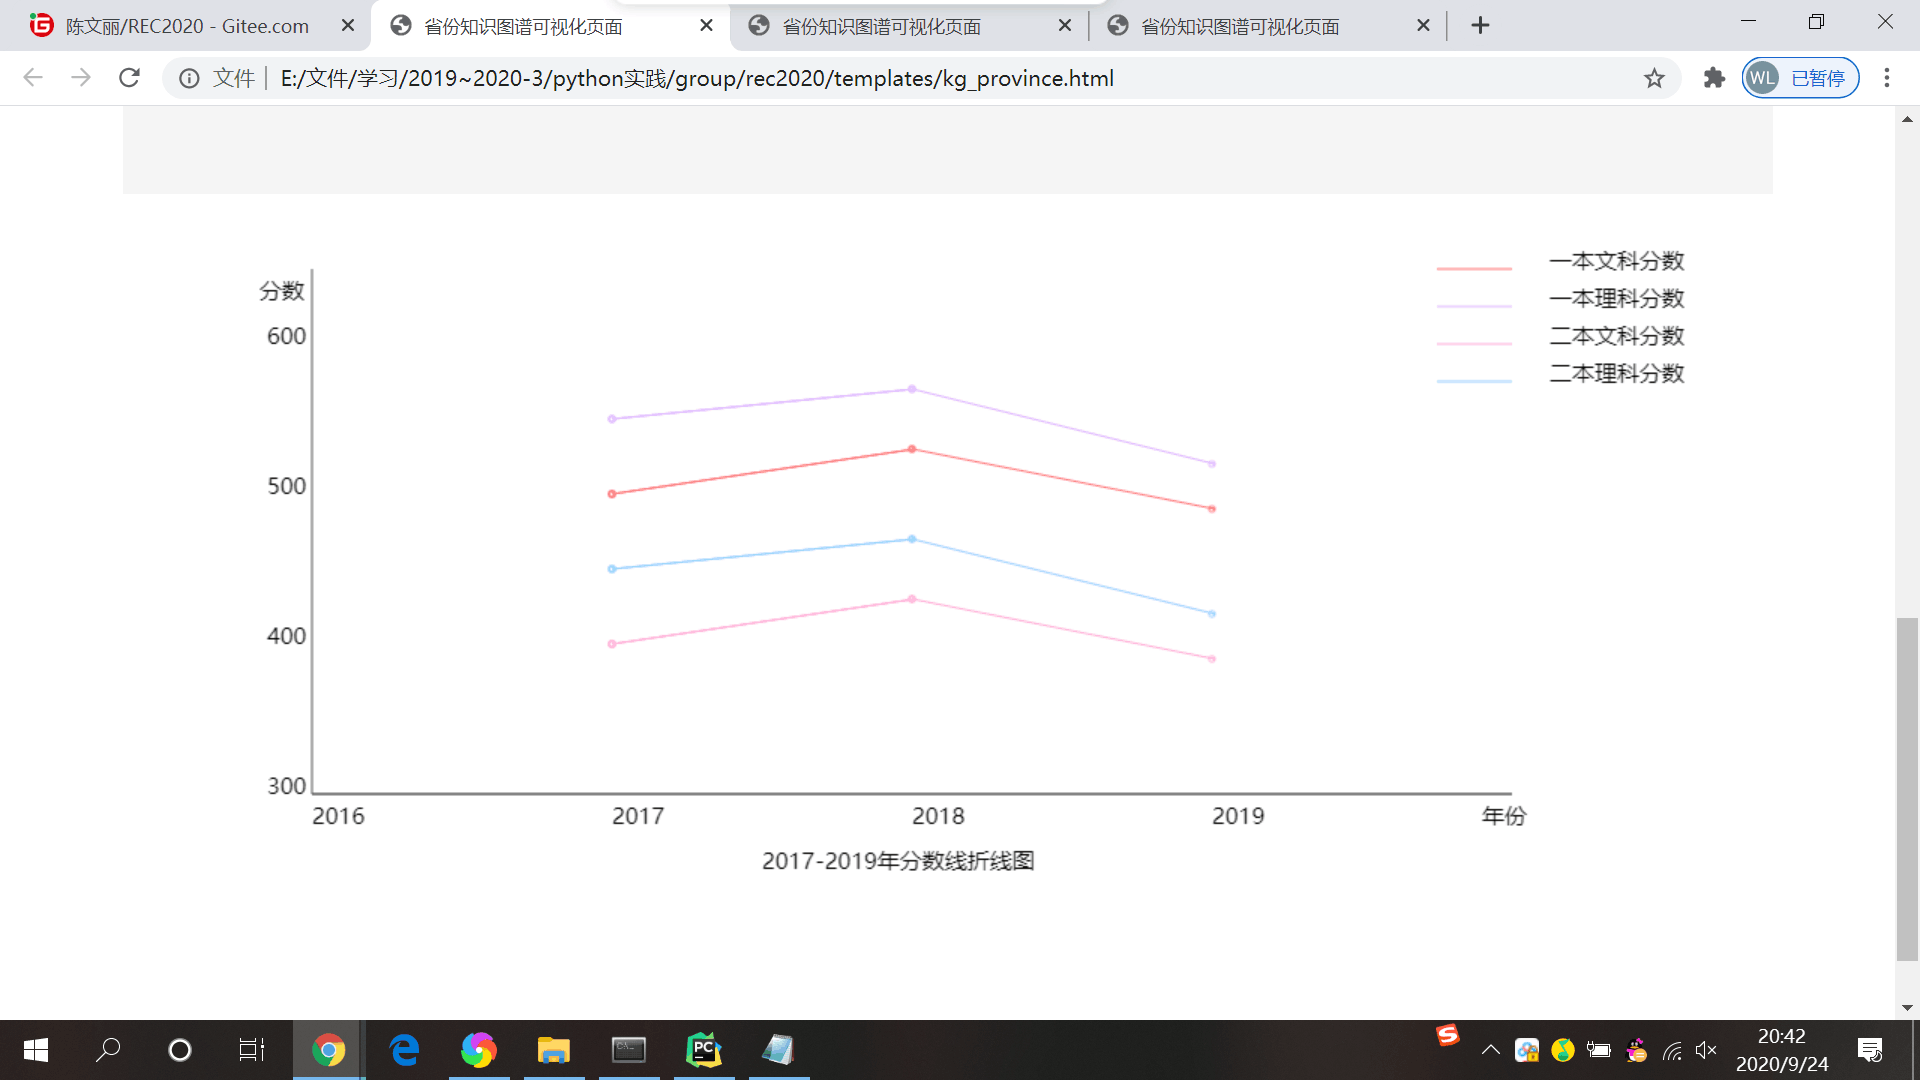 陈文丽/REC2020 - Gitee.com
省份知识图谱可视化页面
省份知识图谱可视化页面
省份知识图谱可视化页面
文件
E:/文件/学习/2019~2020-3/python实践/group/rec2020/templates/kg_province.html
WL
已暂停
一本文科分数
一本理科分数
二本文科分数
二本理科分数
分数
600
500
400
300
2016
2017
2018
2019
年份
2017-2019年分数线折线图
PC
S
20:42
2020/9/24